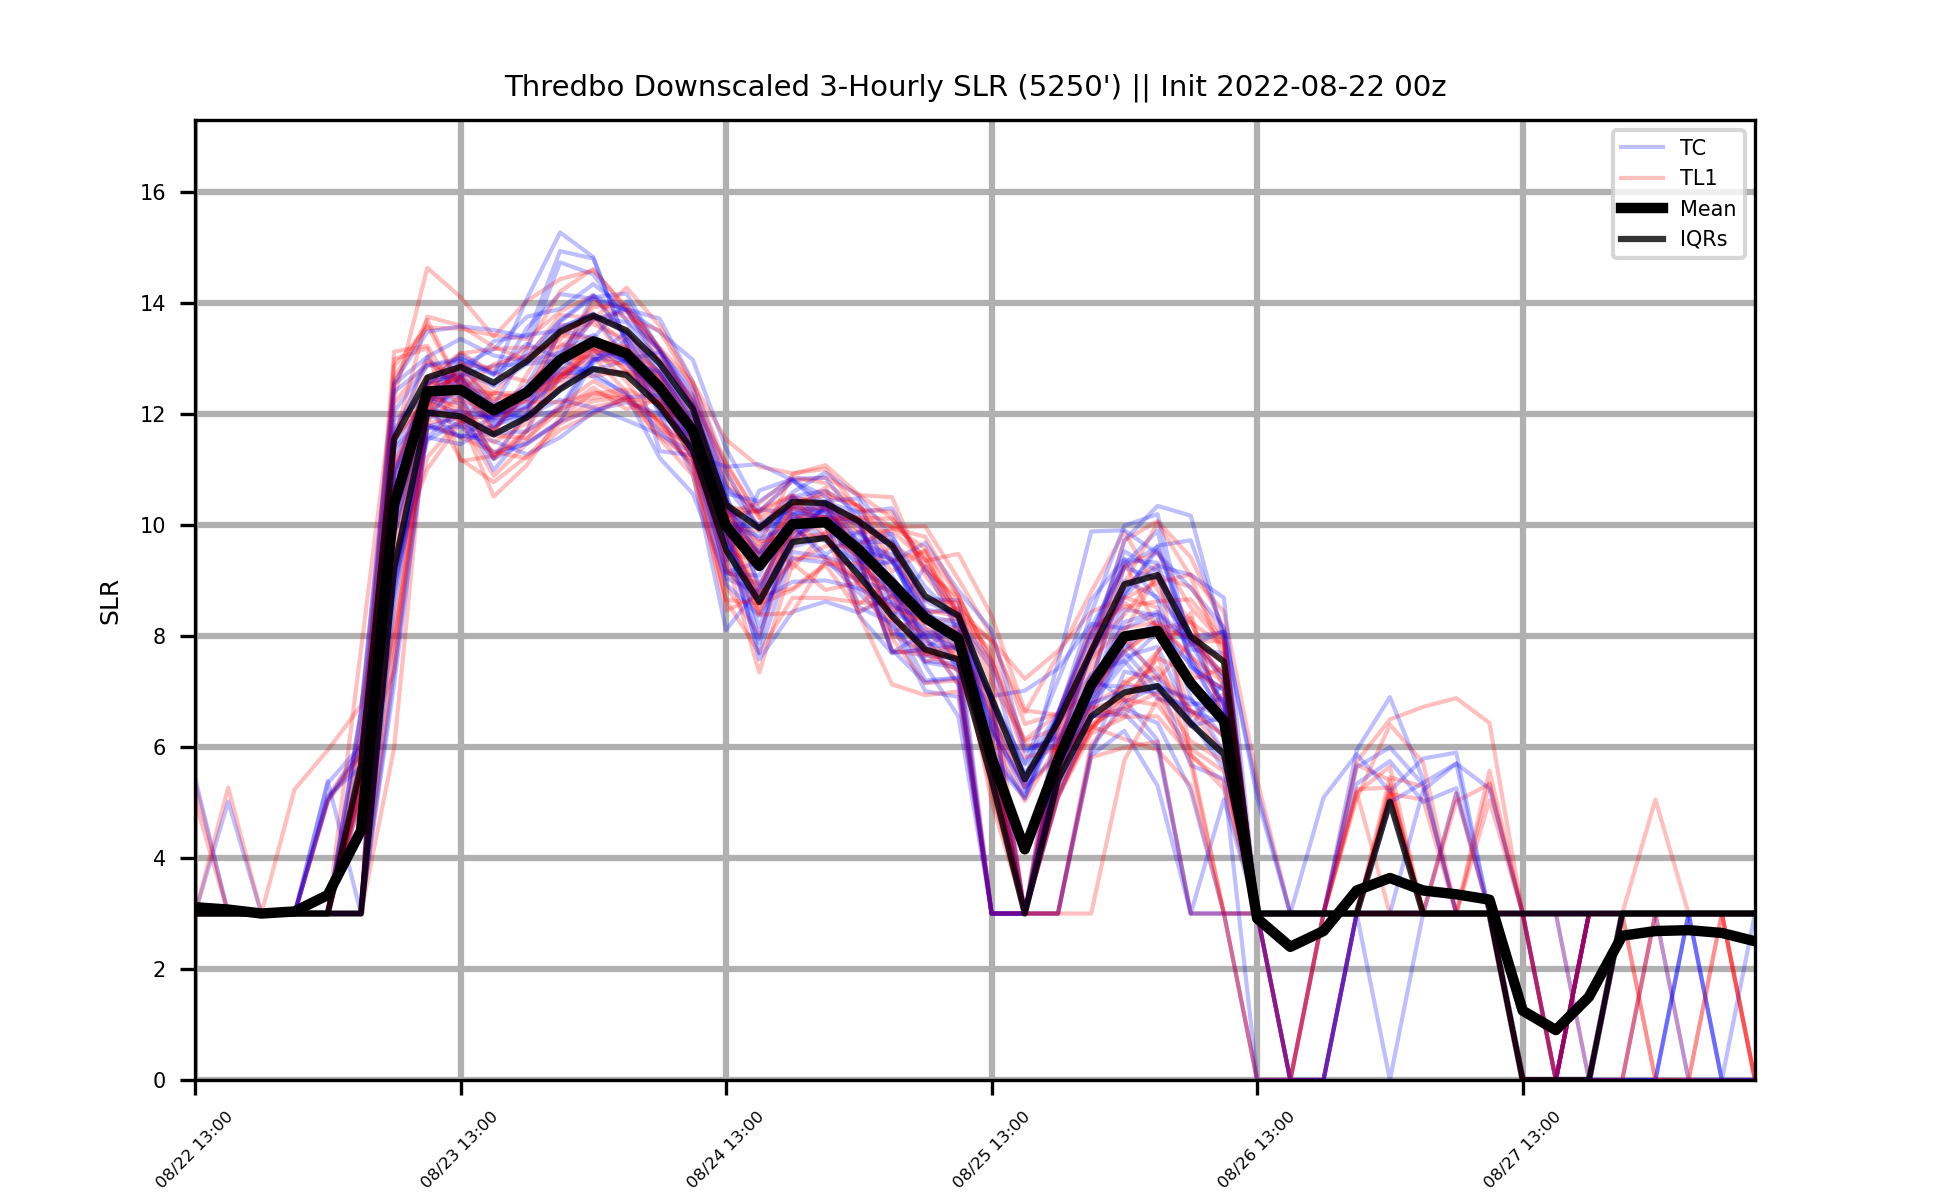 Thredbo Downscaled 3-Hourly SLR (5250') || Init 2022-08-22 00z
TC
TL1
Mean
IQRs
SLR
16
14
12
10
8
6
4
2
0
08/22 13:00
08/23 13:00
08/24 13:00
08/25 13:00
08/26 13:00
08/27 13:00